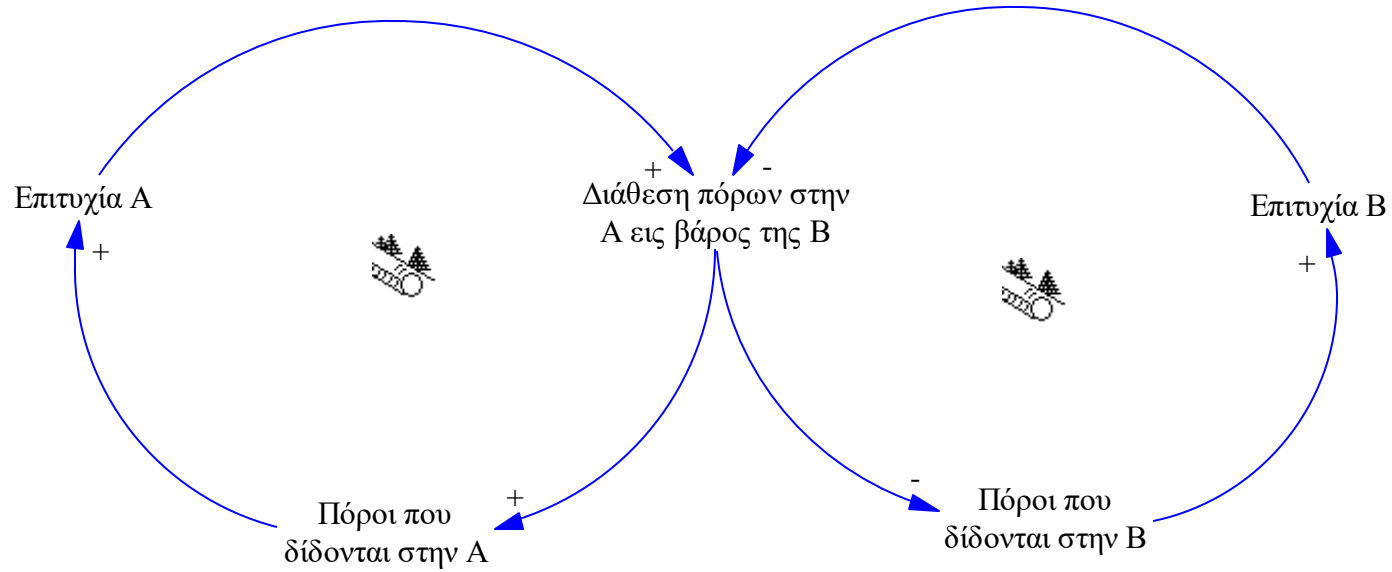 +
-
Επιτυχία Α
Διάθεση πόρων στην
Α εις βάρος της Β
Επιτυχία Β
+
+
+
-
Πόροι που
δίδονται στην Α
Πόροι που
δίδονται στην Β